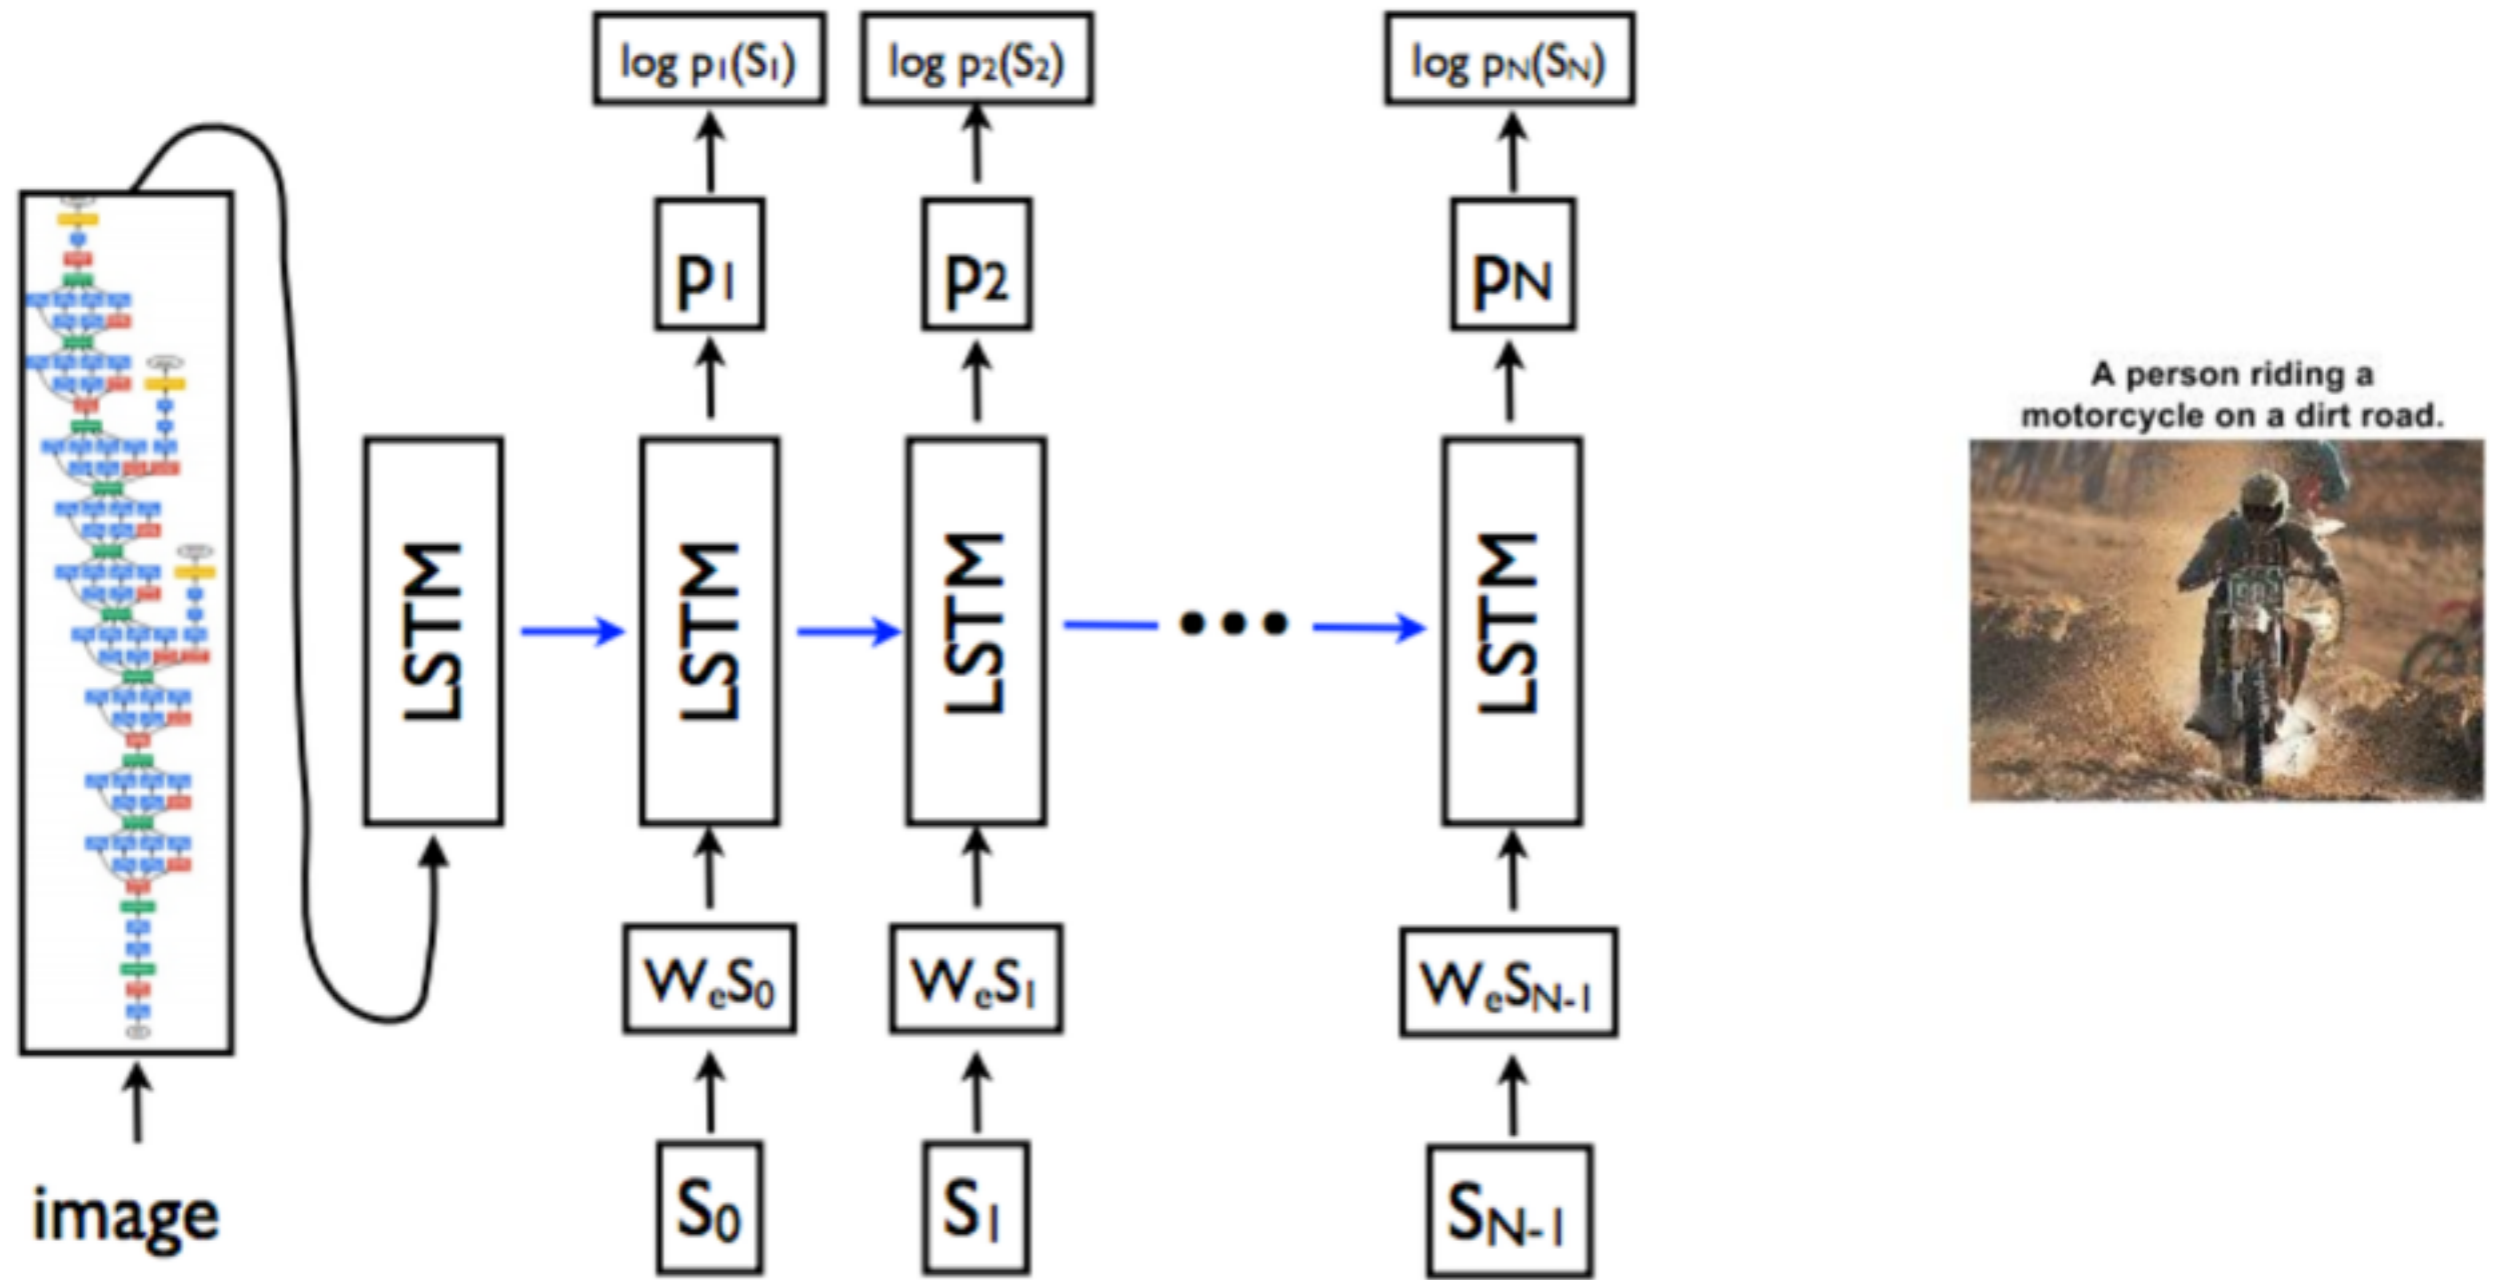 log p1(S1)
log p2(S2)
log pN(SN)
p1
p2
pN
A person riding a
motorcycle on a dirt road.
LSTM
LSTM
LSTM
LSTM
WeS0
WeS1
WeSN-1
image
S0
S1
SN-1